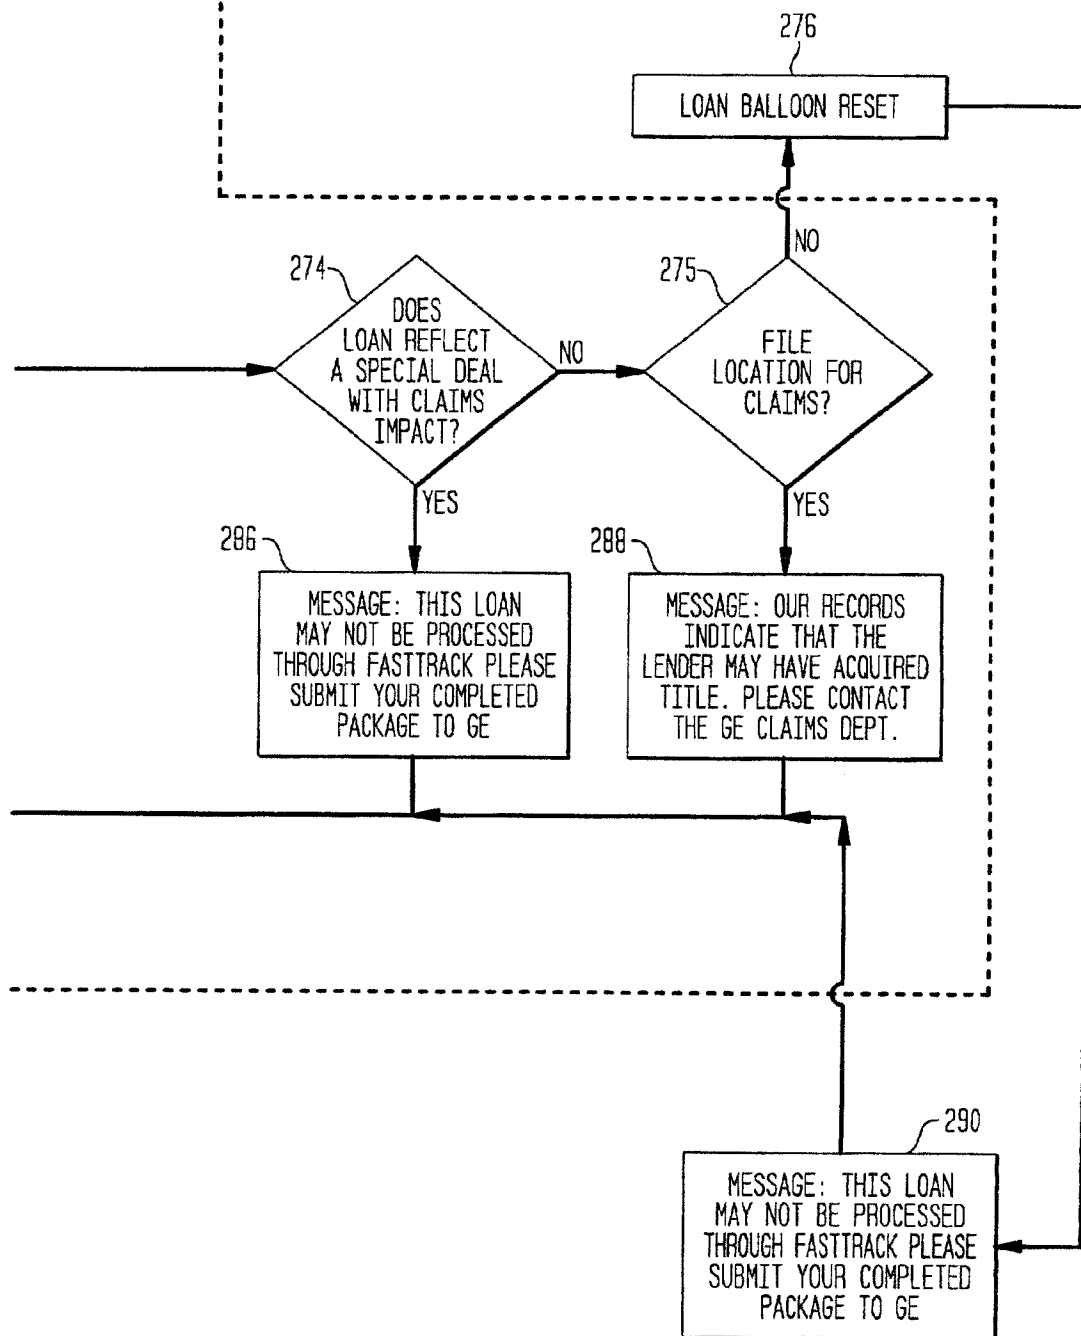 276
LOAN BALLOON RESET
NO
274
DOES
LOAN REFLECT
A SPECIAL DEAL
WITH CLAIMS
IMPACT?
NO
275
FILE
LOCATION FOR
CLAIMS?
YES
YES
286
MESSAGE: THIS LOAN
MAY NOT BE PROCESSED
THROUGH FASTTRACK PLEASE
SUBMIT YOUR COMPLETED
PACKAGE TO GE
288
MESSAGE: OUR RECORDS
INDICATE THAT THE
LENDER MAY HAVE ACQUIRED
TITLE. PLEASE CONTACT
THE GE CLAIMS DEPT.
290
MESSAGE: THIS LOAN
MAY NOT BE PROCESSED
THROUGH FASTTRACK PLEASE
SUBMIT YOUR COMPLETED
PACKAGE TO GE